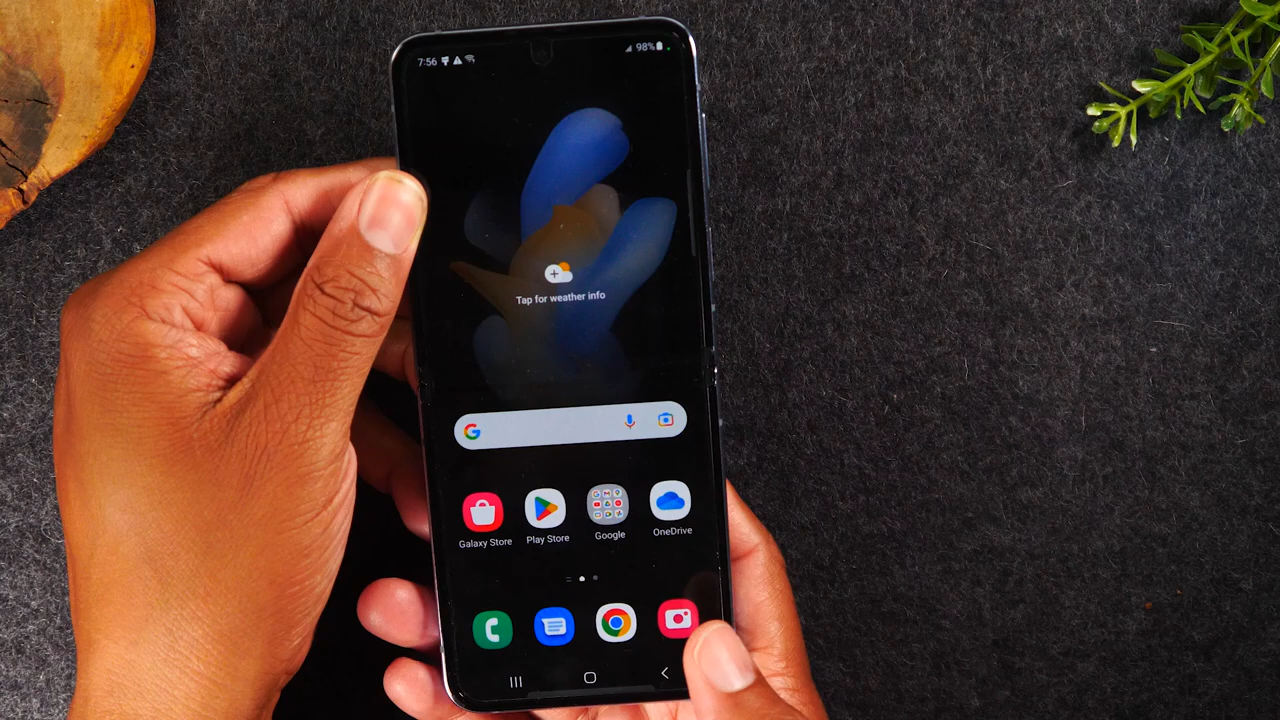 7:56
98%
Tap for weather info
Galaxy Store
Play Store
Google
OneDrive